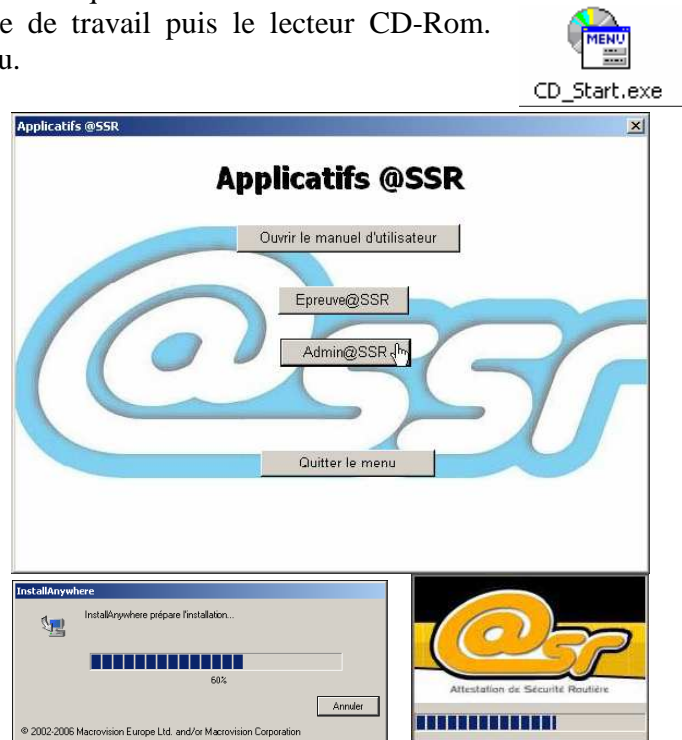 e de travail puis le lecteur CD-Rom.
u.
MENU
CD_Start.exe
Applicatifs @SSR
Applicatifs @SSR
Ouvrir le manuel d'utilisateur
Epreuve@SSR
Admin@SSR
@ssr
Quitter le menu
InstallAnywhere
InstallAnywhere prépare l'installation...
60%
Annuler
© 2002-2006 Macrovision Europe Ltd. and/or Macrovision Corporation
@sr
Attestation de Sécurité Routière